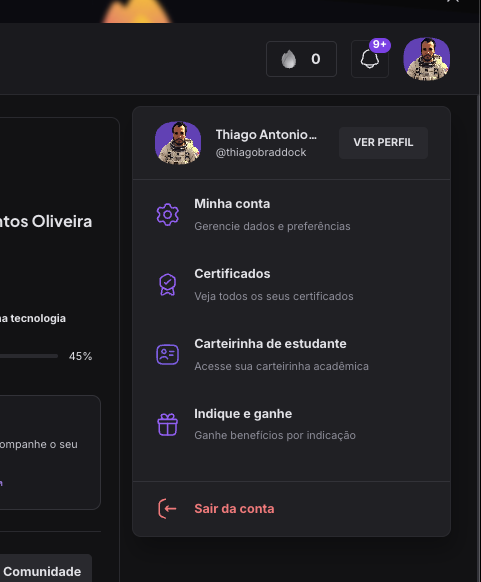 0
9+
Thiago Antonio...
@thiagobraddock
VER PERFIL
Minha conta
Gerencie dados e preferências
Certificados
Veja todos os seus certificados
Carteirinha de estudante
Acesse sua carteirinha acadêmica
Indique e ganhe
Ganhe benefícios por indicação
Sair da conta
ntos Oliveira
na tecnologia
45%
ompanhe o seu
Comunidade